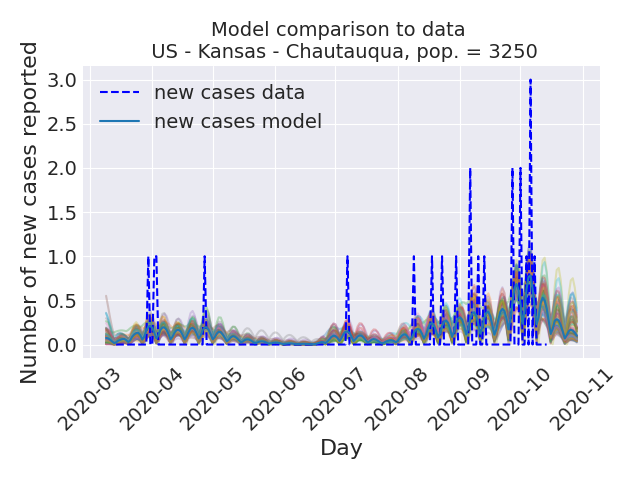 Model comparison to data
US - Kansas - Chautauqua, pop. = 3250
Number of new cases reported
3.0
2.5
2.0
1.5
1.0
0.5
0.0
new cases data
new cases model
2020-03
2020-04
2020-05
2020-06
2020-07
2020-08
2020-09
2020-10
2020-11
Day